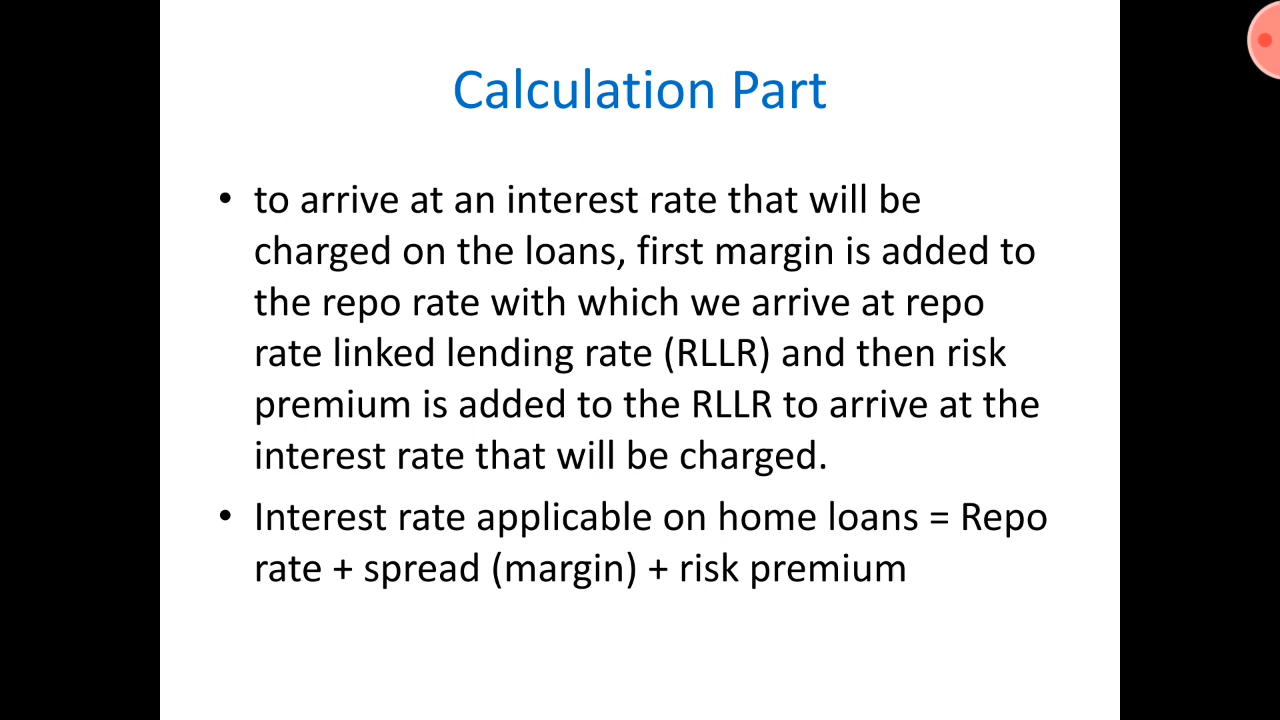 Calculation Part
• to arrive at an interest rate that will be
charged on the loans, first margin is added to
the repo rate with which we arrive at repo
rate linked lending rate (RLLR) and then risk
premium is added to the RLLR to arrive at the
interest rate that will be charged.
• Interest rate applicable on home loans = Repo
rate + spread (margin) + risk premium